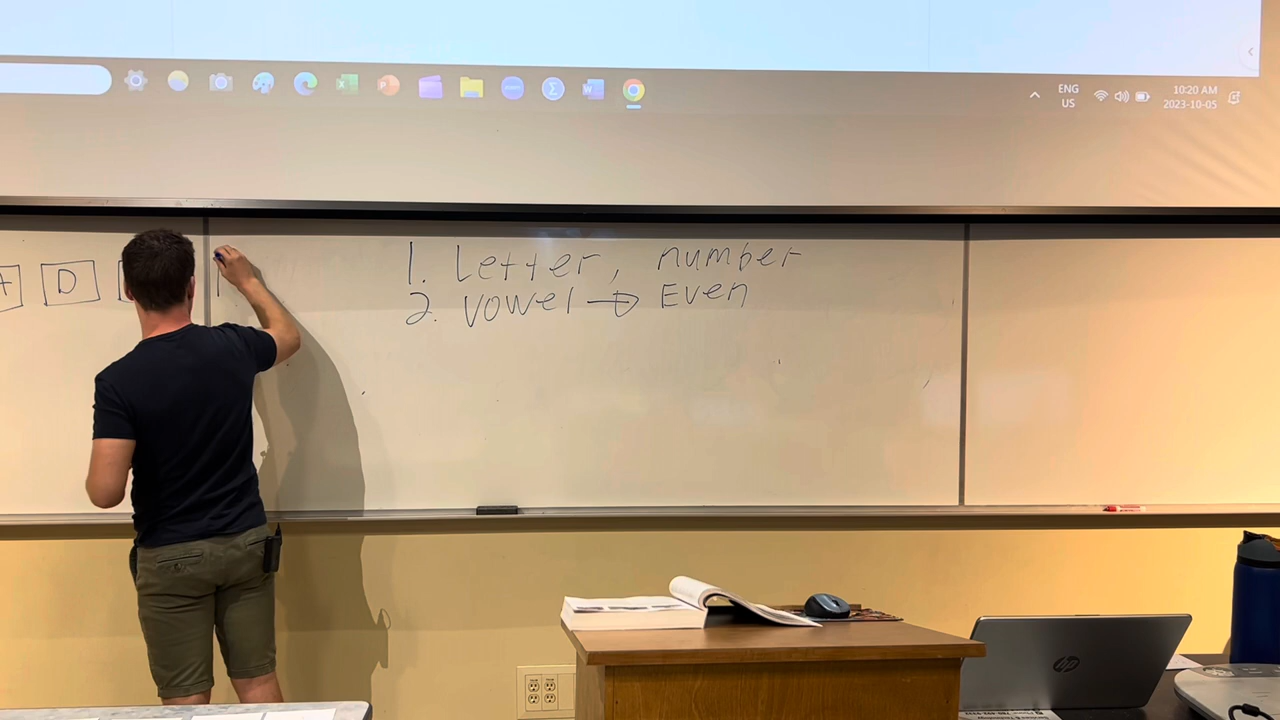 ENG
US
10:20 AM
2023-10-05
D
1. Letter, number
2. vowel → Even
hp